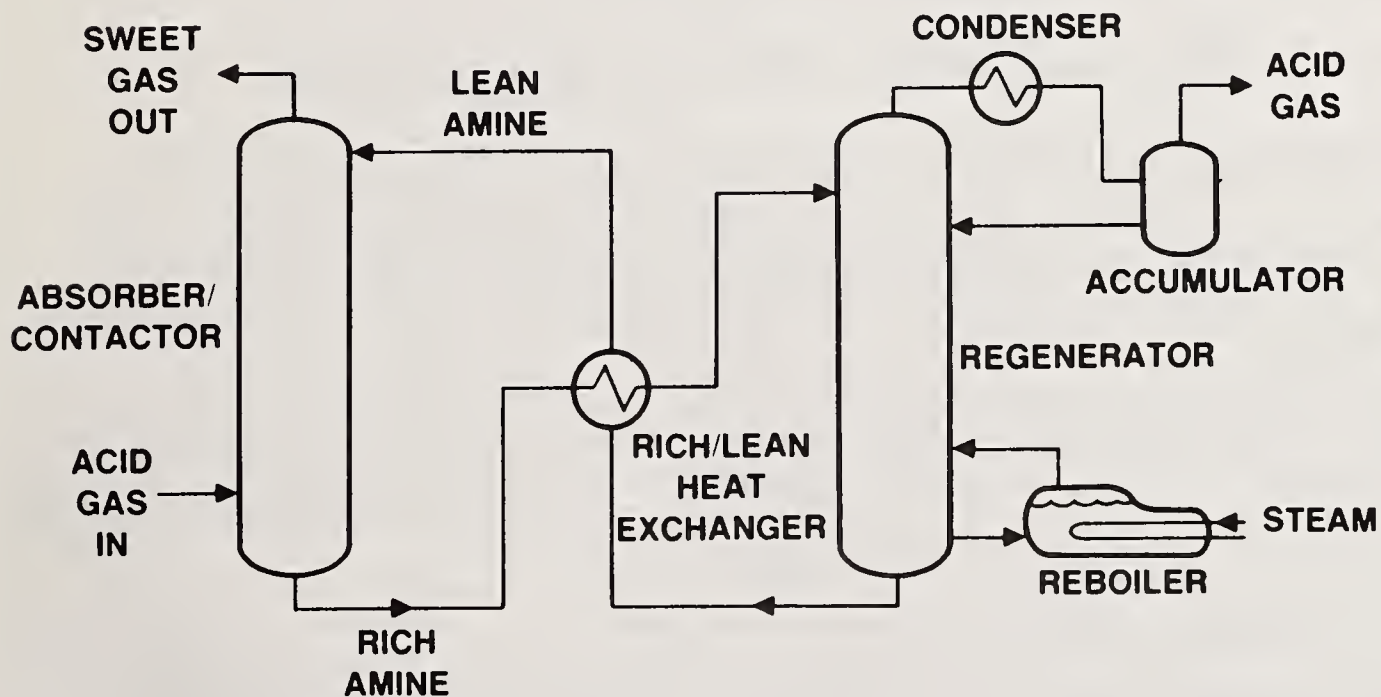 SWEET
GAS
OUT
LEAN
AMINE
CONDENSER
ACID
GAS
ABSORBER/
CONTACTOR
ACCUMULATOR
REGENERATOR
ACID
GAS
IN
RICH/LEAN
HEAT
EXCHANGER
STEAM
REBOILER
RICH
AMINE